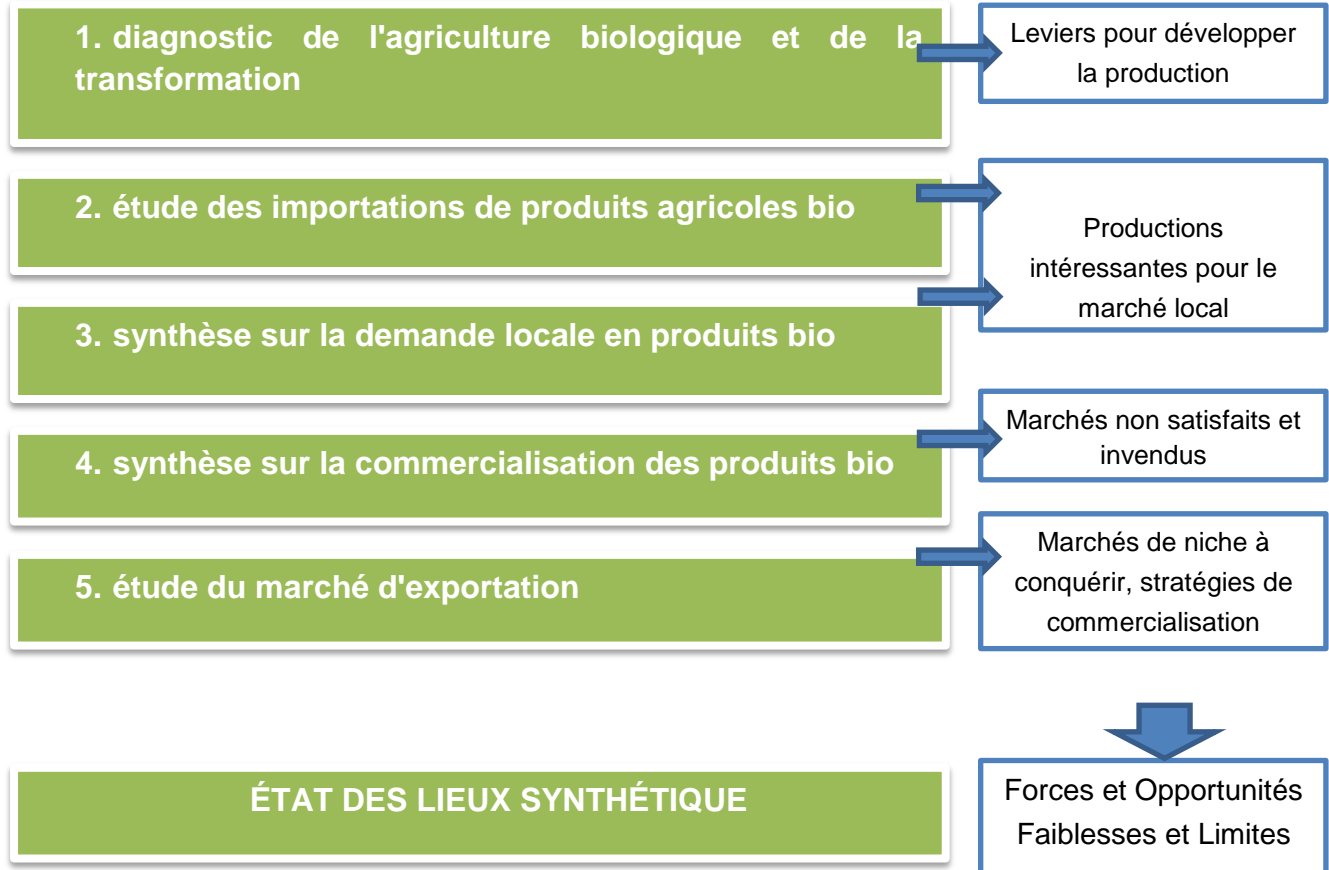 1. diagnostic de l'agriculture biologique et de la
transformation
Leviers pour développer
la production
2. étude des importations de produits agricoles bio
Productions
intéressantes pour le
marché local
3. synthèse sur la demande locale en produits bio
4. synthèse sur la commercialisation des produits bio
Marchés non satisfaits et
invendus
5. étude du marché d'exportation
Marchés de niche à
conquérir, stratégies de
commercialisation
ÉTAT DES LIEUX SYNTHÉTIQUE
Forces et Opportunités
Faiblesses et Limites